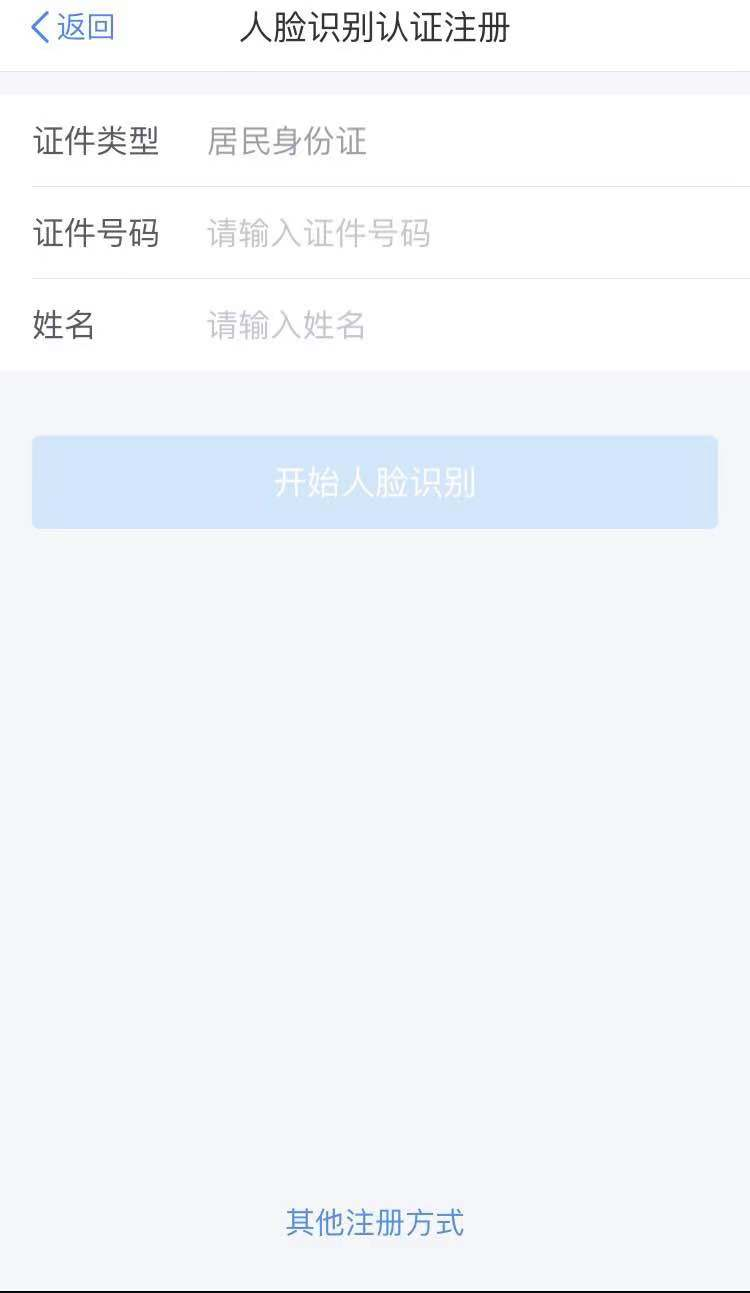 返回 人脸识别认证注册
证件类型 居民身份证
证件号码 请输入证件号码
姓名 请输入姓名
开始人脸识别
其他注册方式